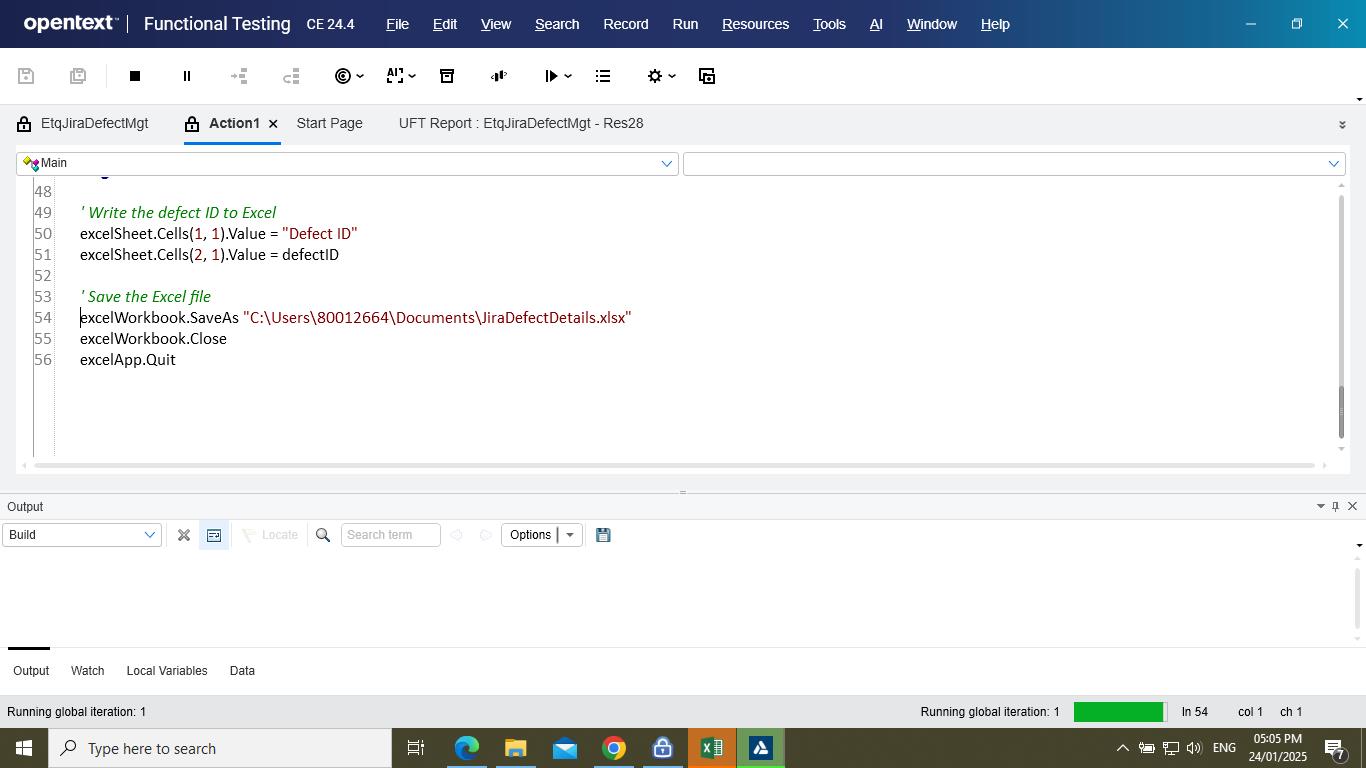 opentext™ | Functional Testing CE 24.4 File Edit View Search Record Run Resources Tools AI Window Help
EtqJiraDefectMgt Action1 Start Page UFT Report : EtqJiraDefectMgt - Res28
Main
48
49 ' Write the defect ID to Excel
50 excelSheet.Cells(1, 1).Value = "Defect ID"
51 excelSheet.Cells(2, 1).Value = defectID
52
53 ' Save the Excel file
54 excelWorkbook.SaveAs "C:\Users\80012664\Documents\JiraDefectDetails.xlsx"
55 excelWorkbook.Close
56 excelApp.Quit
Output
Build Locate Search term Options
Output Watch Local Variables Data
Running global iteration: 1 Running global iteration: 1 ln 54 col 1 ch 1
Type here to search ENG 05:05 PM
24/01/2025 7